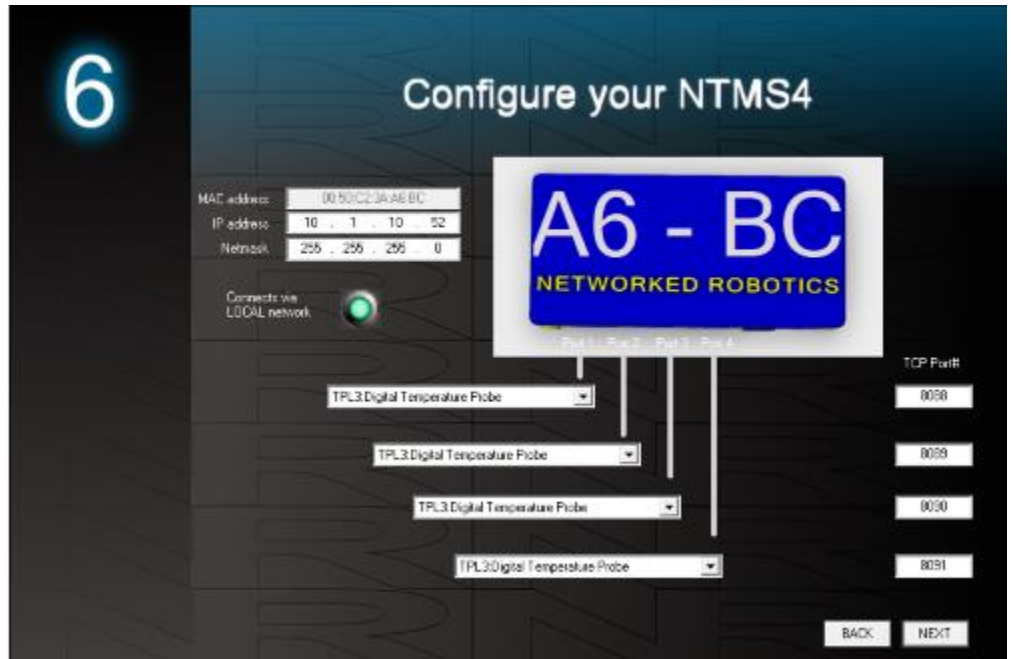 6
Configure your NTMS4
MAC address 00:50:C2:3A:A6:BC
IP address 10 . 1 . 10 . 52
Netmask 255 . 255 . 255 . 0
A6 - BC
NETWORKED ROBOTICS
Connects via
LOCAL network
Port 1 Port 2 Port 3 Port 4
TCP Port#
TPL3:Digital Temperature Probe 8088
TPL3:Digital Temperature Probe 8089
TPL3:Digital Temperature Probe 8090
TPL3:Digital Temperature Probe 8091
BACK NEXT